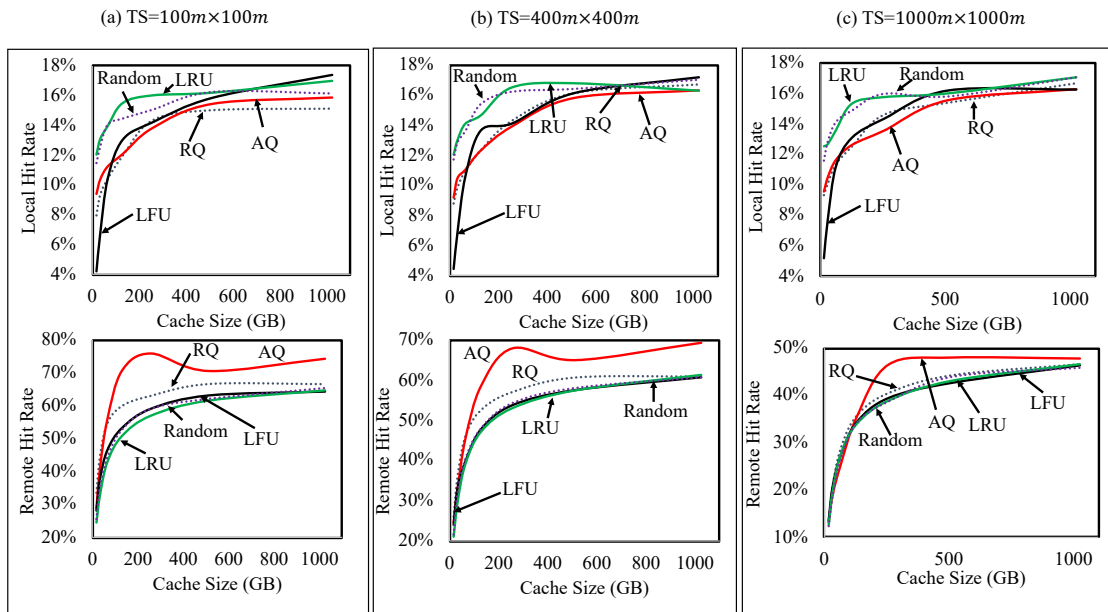 (a) TS=100m×100m
(b) TS=400m×400m
(c) TS=1000m×1000m
Local Hit Rate
18%
16%
14%
12%
10%
8%
6%
4%
Random
LRU
RQ
AQ
LFU
0 200 400 600 800 1000
Cache Size (GB)
Local Hit Rate
18%
16%
14%
12%
10%
8%
6%
4%
Random
LRU
RQ
AQ
LFU
0 200 400 600 800 1000
Cache Size (GB)
Local Hit Rate
18%
16%
14%
12%
10%
8%
6%
4%
LRU
Random
RQ
AQ
LFU
0 500 1000
Cache Size (GB)
Remote Hit Rate
80%
70%
60%
50%
40%
30%
20%
RQ
AQ
Random
LFU
LRU
0 200 400 600 800 1000
Cache Size (GB)
Remote Hit Rate
70%
60%
50%
40%
30%
20%
AQ
RQ
LRU
Random
LFU
0 200 400 600 800 1000
Cache Size (GB)
Remote Hit Rate
50%
40%
30%
20%
10%
RQ
Random
AQ
LRU
LFU
0 500 1000
Cache Size (GB)